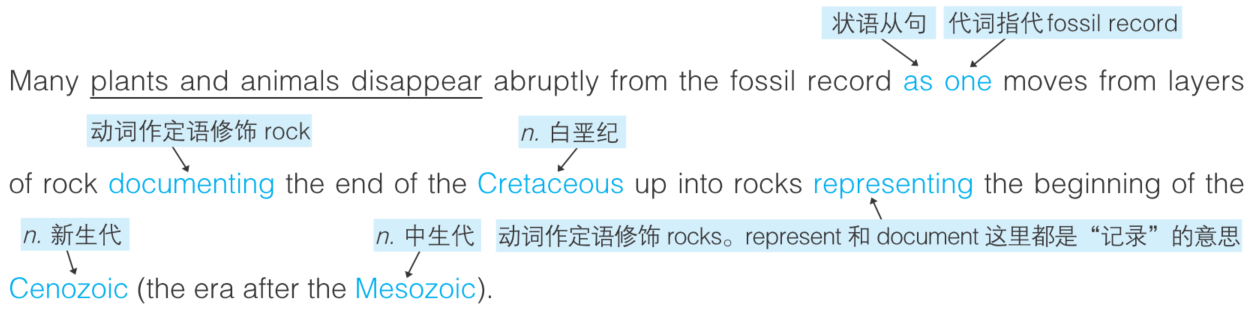 状语从句 代词指代 fossil record
Many plants and animals disappear abruptly from the fossil record as one moves from layers
动词作定语修饰 rock n. 白垩纪
of rock documenting the end of the Cretaceous up into rocks representing the beginning of the
n. 新生代 n. 中生代 动词作定语修饰 rocks。represent 和 document 这里都是“记录”的意思
Cenozoic (the era after the Mesozoic).